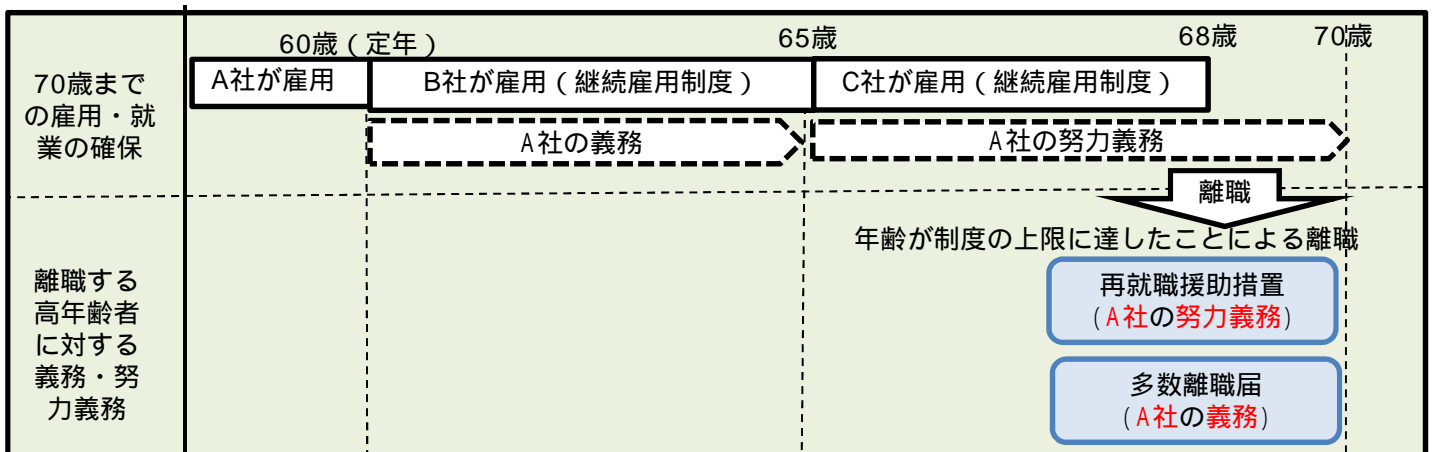 60歳（定年）
65歳
68歳
70歳
70歳まで
の雇用・就
業の確保
A社が雇用
B社が雇用（継続雇用制度）
C社が雇用（継続雇用制度）
A社の義務
A社の努力義務
離職
年齢が制度の上限に達したことによる離職
離職する
高年齢者
に対する
義務・努
力義務
再就職援助措置
(A社の努力義務)
多数離職届
(A社の義務)